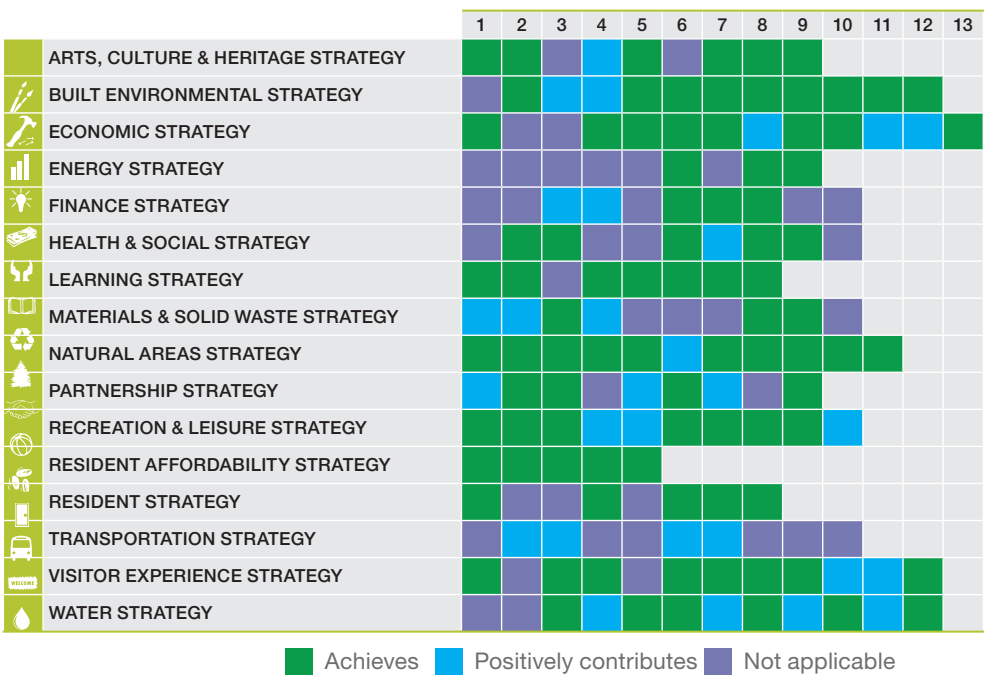 1 2 3 4 5 6 7 8 9 10 11 12 13
ARTS, CULTURE & HERITAGE STRATEGY
BUILT ENVIRONMENTAL STRATEGY
ECONOMIC STRATEGY
ENERGY STRATEGY
FINANCE STRATEGY
HEALTH & SOCIAL STRATEGY
LEARNING STRATEGY
MATERIALS & SOLID WASTE STRATEGY
NATURAL AREAS STRATEGY
PARTNERSHIP STRATEGY
RECREATION & LEISURE STRATEGY
RESIDENT AFFORDABILITY STRATEGY
RESIDENT STRATEGY
TRANSPORTATION STRATEGY
WELCOME VISITOR EXPERIENCE STRATEGY
WATER STRATEGY
Achieves Positively contributes Not applicable